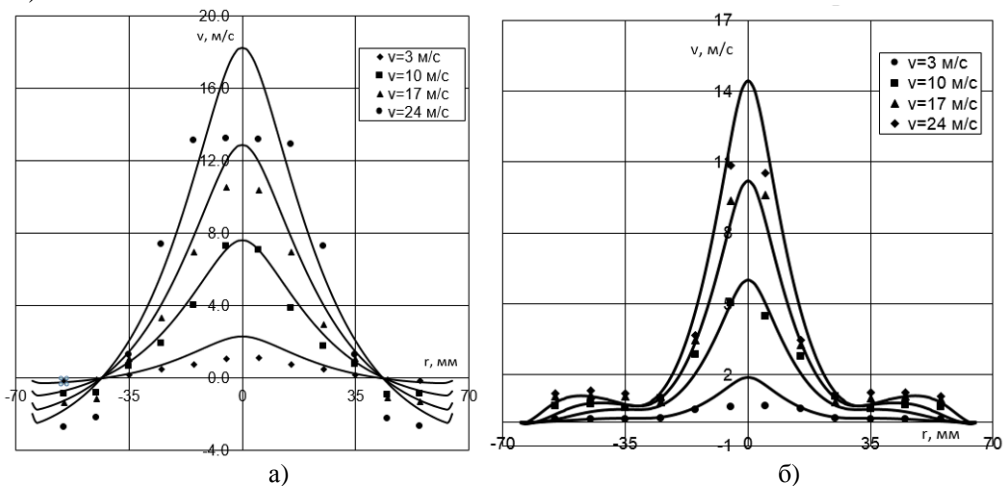 20.0
v, м/с
16.0
12.0
8.0
4.0
0.0
-4.0
-70
-35
0
35
70
r, мм
v=3 м/с
v=10 м/с
v=17 м/с
v=24 м/с
а)
17
v, м/с
14
11
8
5
2
-1
-70
-35
0
35
70
r, мм
v=3 м/с
v=10 м/с
v=17 м/с
v=24 м/с
б)